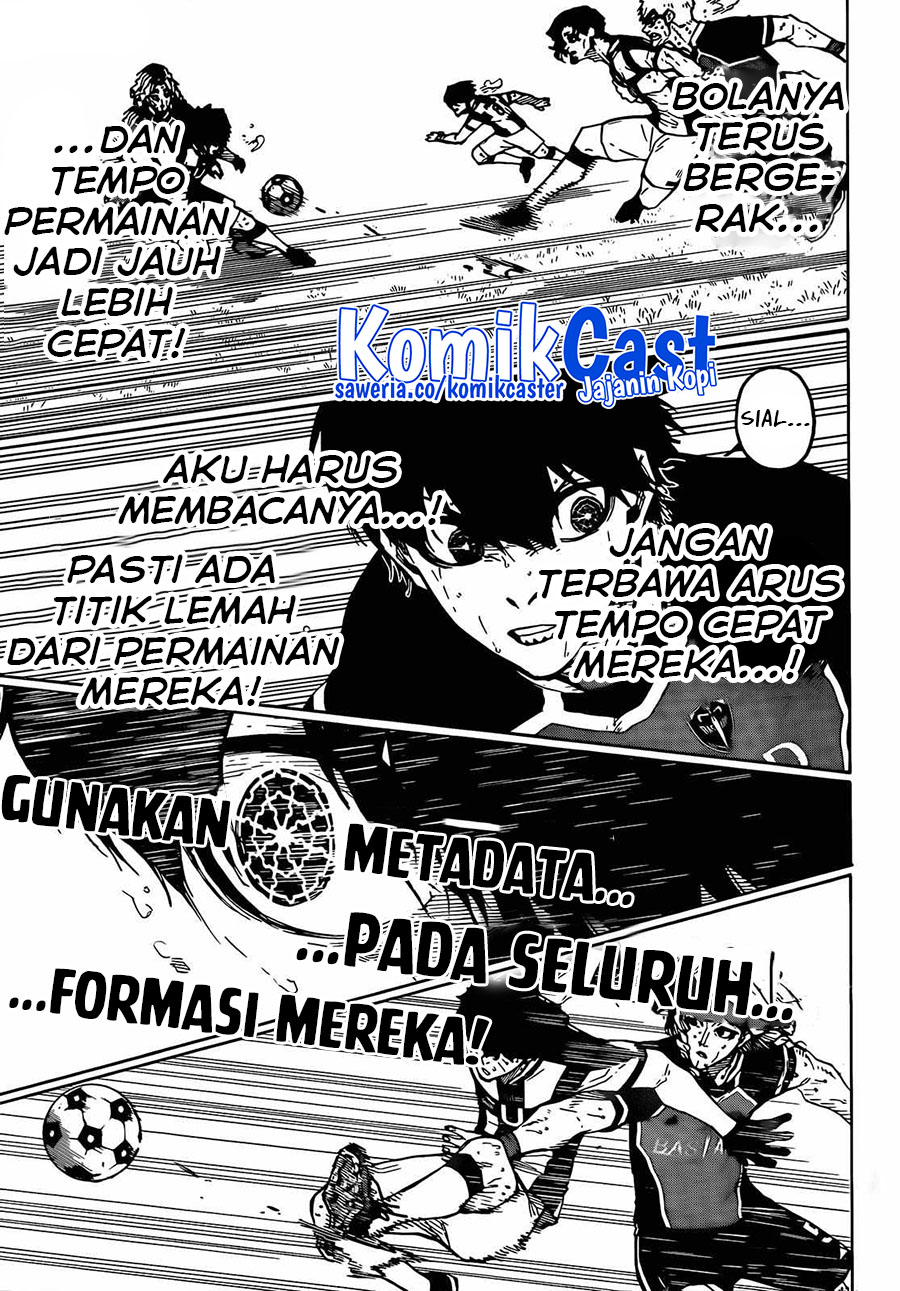 BOLANYA
TERUS
BERGE-
RAK...
...DAN
TEMPO
PERMAINAN
JADI JAUH
LEBIH
CEPAT!
KomikCast
saweria.co/komikcaster
Jajanin Kopi
SIAL...
AKU HARUS
MEMBACANYA...!
JANGAN
TERBAWA ARUS
TEMPO CEPAT
MEREKA...!
PASTI ADA
TITIK LEMAH
DARI PERMAINAN
MEREKA!
GUNAKAN
METADATA...
...PADA SELURUH...
...FORMASI MEREKA!